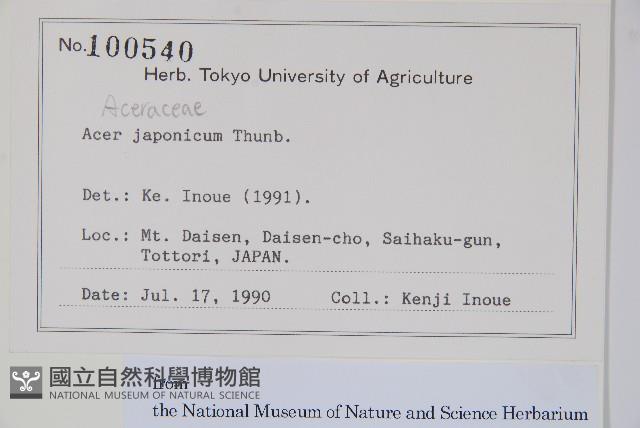 No.100540
Herb. Tokyo University of Agriculture
Aceraceae
Acer japonicum Thunb.
Det.: Ke. Inoue (1991).
Loc.: Mt. Daisen, Daisen-cho, Saihaku-gun,
Tottori, JAPAN.
Date: Jul. 17, 1990 Coll.: Kenji Inoue
國立自然科學博物館
NATIONAL MUSEUM OF NATURAL SCIENCE
from
the National Museum of Nature and Science Herbarium